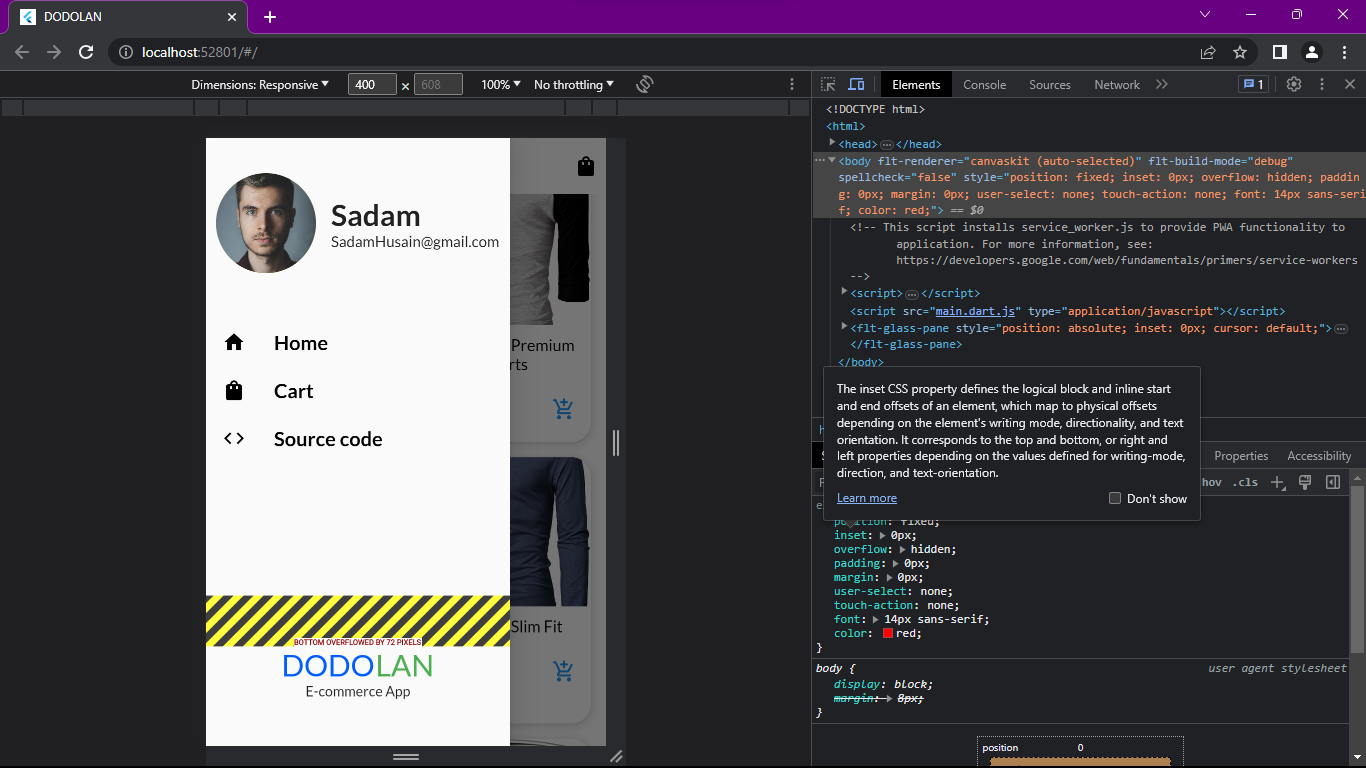 DODOLAN
localhost:52801/#/
Dimensions: Responsive
400 × 608
100%
No throttling
Elements
Console
Sources
Network
1
Sadam
SadamHusain@gmail.com
Home
Cart
Source code
BOTTOM OVERFLOWED BY 72 PIXELS
DODOLAN
E-commerce App
Premium
rts
Slim Fit
<!DOCTYPE html>
<html>
<head>…</head>
<body flt-renderer="canvaskit (auto-selected)" flt-build-mode="debug"
spellcheck="false" style="position: fixed; inset: 0px; overflow: hidden; paddin
g: 0px; margin: 0px; user-select: none; touch-action: none; font: 14px sans-seri
f; color: red;"> == $0
<!-- This script installs service_worker.js to provide PWA functionality to
application. For more information, see:
https://developers.google.com/web/fundamentals/primers/service-workers
-->
<script>…</script>
<script src="main.dart.js" type="application/javascript"></script>
<flt-glass-pane style="position: absolute; inset: 0px; cursor: default;">…
</flt-glass-pane>
</body>
The inset CSS property defines the logical block and inline start
and end offsets of an element, which map to physical offsets
depending on the element's writing mode, directionality, and text
orientation. It corresponds to the top and bottom, or right and
left properties depending on the values defined for writing-mode,
direction, and text-orientation.
Learn more
Don't show
Properties
Accessibility
hov
.cls
position: fixed;
inset: 0px;
overflow: hidden;
padding: 0px;
margin: 0px;
user-select: none;
touch-action: none;
font: 14px sans-serif;
color: red;
}
body {
user agent stylesheet
display: block;
margin: 8px;
}
position
0